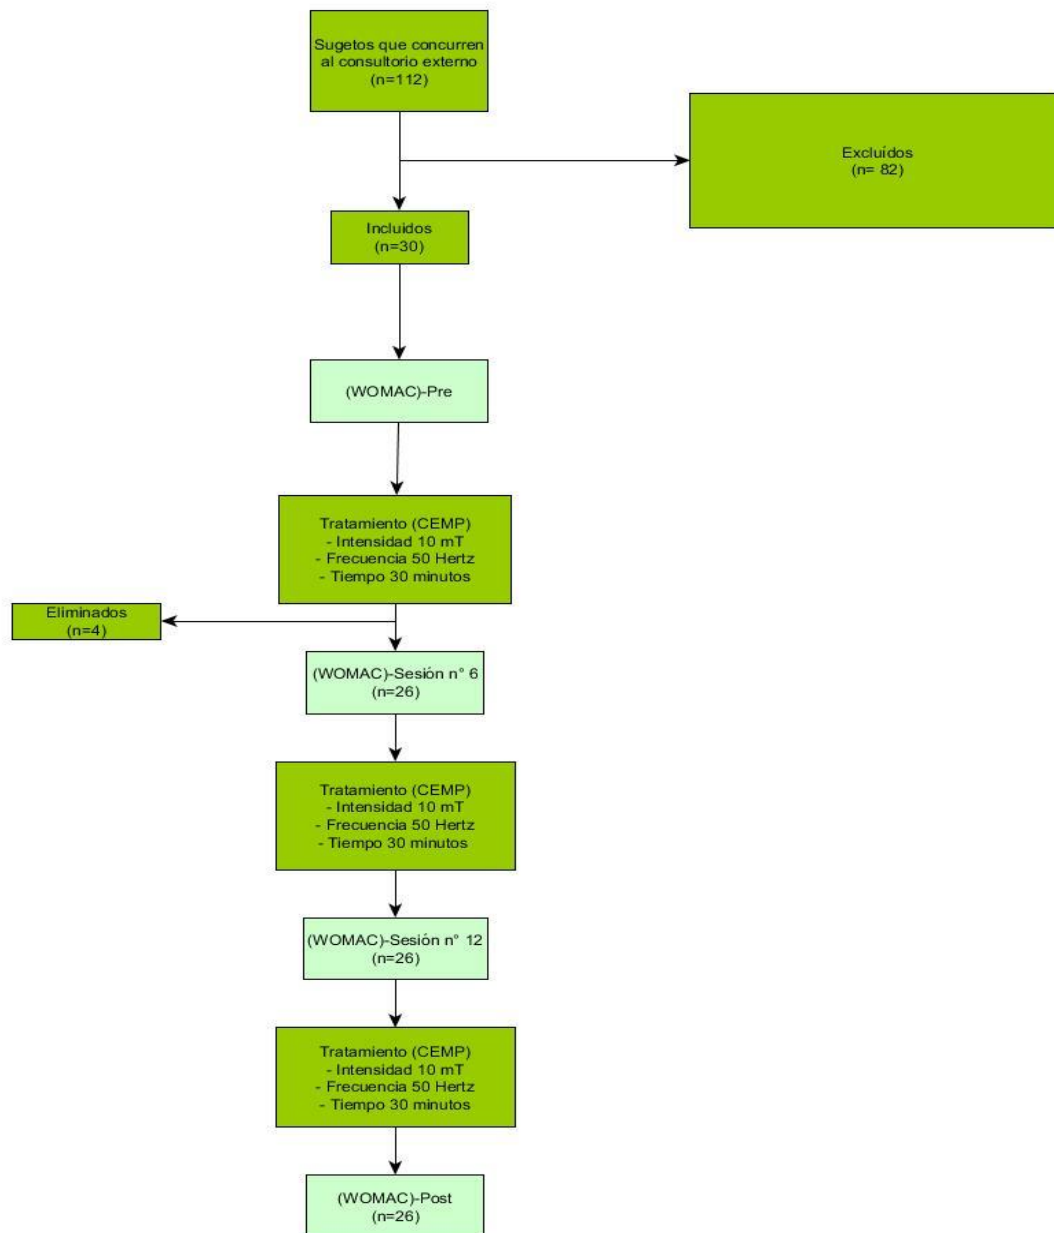 Sugetos que concurren
al consultorio externo
(n=112)
Excluídos
(n= 82)
Incluidos
(n=30)
(WOMAC)-Pre
Tratamiento (CEMP)
- Intensidad 10 mT
- Frecuencia 50 Hertz
- Tiempo 30 minutos
Eliminados
(n=4)
(WOMAC)-Sesión n° 6
(n=26)
Tratamiento (CEMP)
- Intensidad 10 mT
- Frecuencia 50 Hertz
- Tiempo 30 minutos
(WOMAC)-Sesión n° 12
(n=26)
Tratamiento (CEMP)
- Intensidad 10 mT
- Frecuencia 50 Hertz
- Tiempo 30 minutos
(WOMAC)-Post
(n=26)